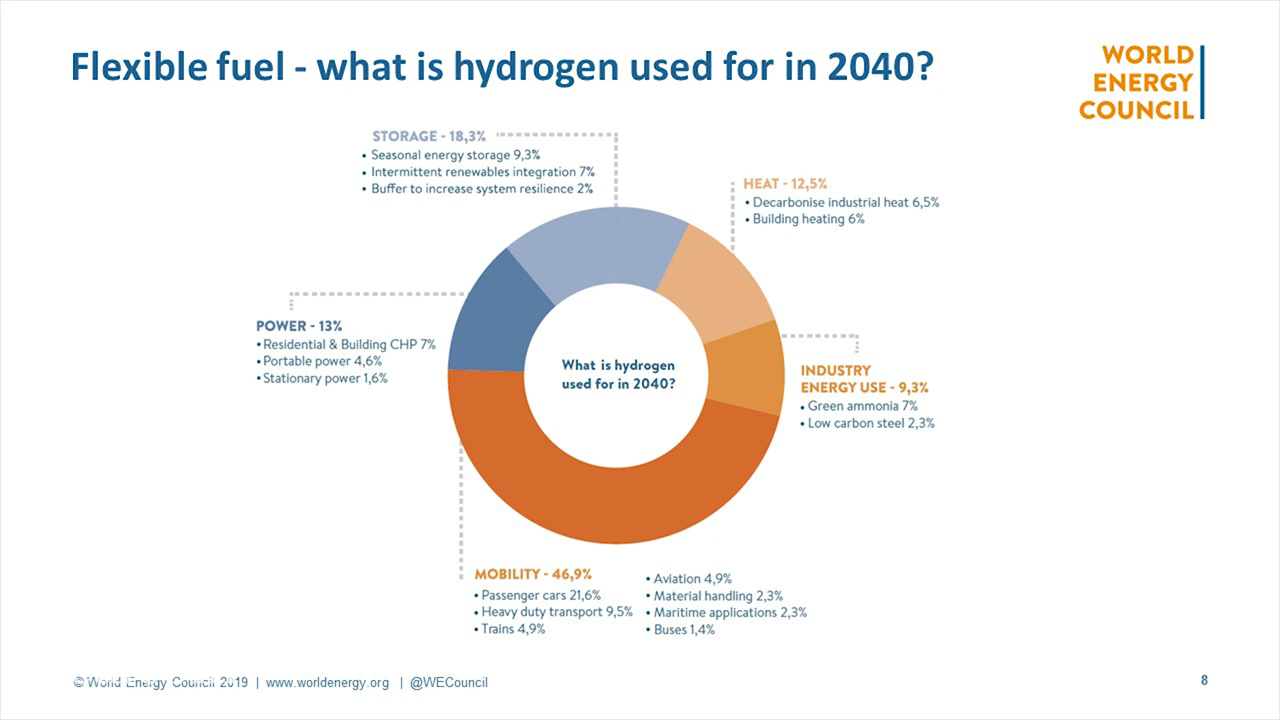 Flexible fuel - what is hydrogen used for in 2040?
WORLD
ENERGY
COUNCIL
STORAGE - 18,3%
• Seasonal energy storage 9,3%
• Intermittent renewables integration 7%
• Buffer to increase system resilience 2%
HEAT - 12,5%
• Decarbonise industrial heat 6,5%
• Building heating 6%
POWER - 13%
• Residential & Building CHP 7%
• Portable power 4,6%
• Stationary power 1,6%
What is hydrogen
used for in 2040?
INDUSTRY
ENERGY USE - 9,3%
• Green ammonia 7%
• Low carbon steel 2,3%
MOBILITY - 46,9%
• Passenger cars 21,6%
• Heavy duty transport 9,5%
• Trains 4,9%
• Aviation 4,9%
• Material handling 2,3%
• Maritime applications 2,3%
• Buses 1,4%
© World Energy Council 2019 | www.worldenergy.org | @WECouncil
8